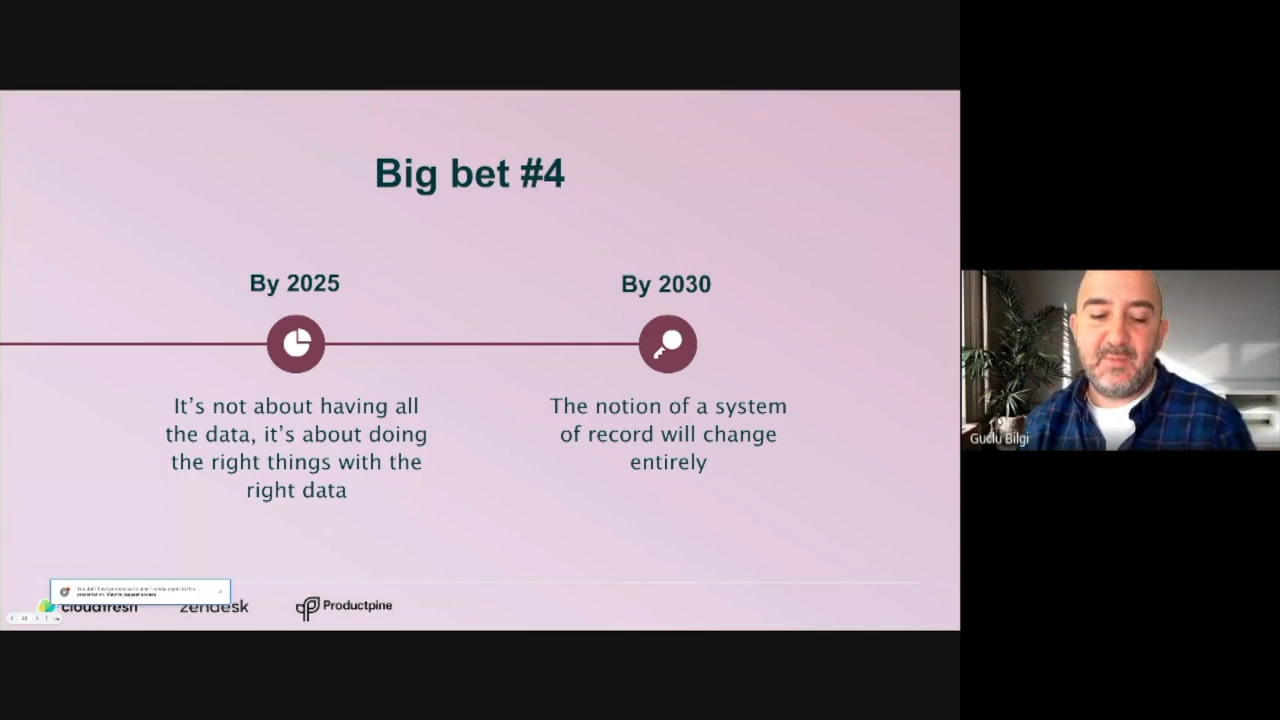 Big bet #4
By 2025
By 2030
It's not about having all
the data, it's about doing
the right things with the
right data
The notion of a system
of record will change
entirely
cloudfresh
zendesk
Productpine
Guclu Bilgi